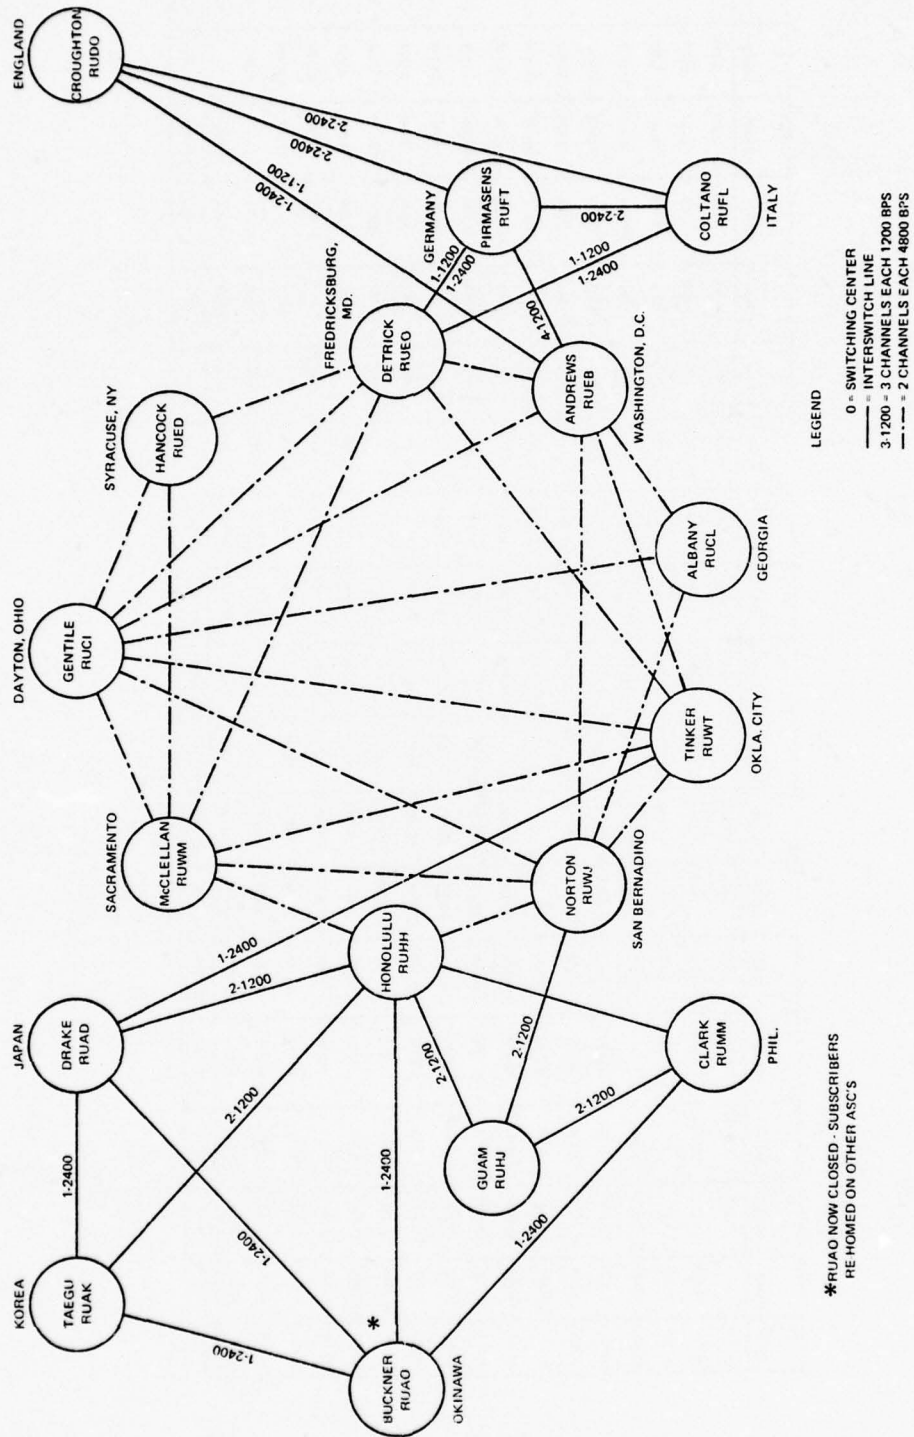 KOREA
TAEGU
RUAK
1-2400
JAPAN
DRAKE
RUAD
SACRAMENTO
McCLELLAN
RUWM
DAYTON, OHIO
GENTILE
RUCI
SYRACUSE, NY
HANCOCK
RUED
FREDRICKSBURG,
MD.
DETRICK
RUEO
ENGLAND
CROUGHTON
RUDO
1-2400
1-2400
2-1200
2-1200
1-2400
1-2400
BUCKNER
RUAO
*
OKINAWA
1-2400
HONOLULU
RUHH
2-1200
GUAM
RUHJ
2-1200
2-1200
1-2400
CLARK
RUMM
PHIL.
NORTON
RUWJ
SAN BERNADINO
TINKER
RUWT
OKLA. CITY
ALBANY
RUCL
GEORGIA
ANDREWS
RUEB
WASHINGTON, D.C.
1-1200
1-2400
2-2400
2-2400
GERMANY
PIRMASENS
RUFT
1-1200
1-2400
4-1200
2-2400
1-1200
1-2400
COLTANO
RUFL
ITALY
*RUAO NOW CLOSED - SUBSCRIBERS
RE-HOMED ON OTHER ASC'S
LEGEND
0 = SWITCHING CENTER
= INTERSWITCH LINE
3-1200 = 3 CHANNELS EACH 1200 BPS
= 2 CHANNELS EACH 4800 BPS